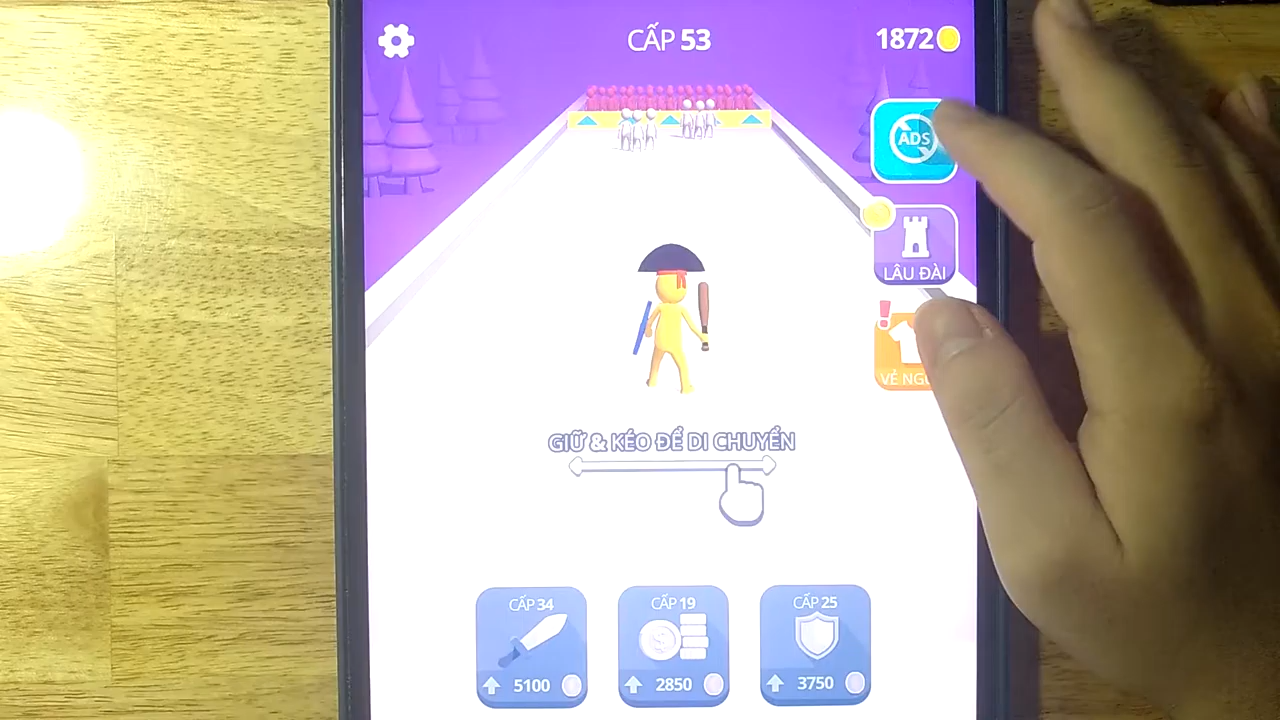 CẤP 53
1872
ADS
LÂU ĐÀI
VẺ
GIỮ & KÉO ĐỂ DI CHUYỂN
CẤP 34
5100
CẤP 19
2850
CẤP 25
3750